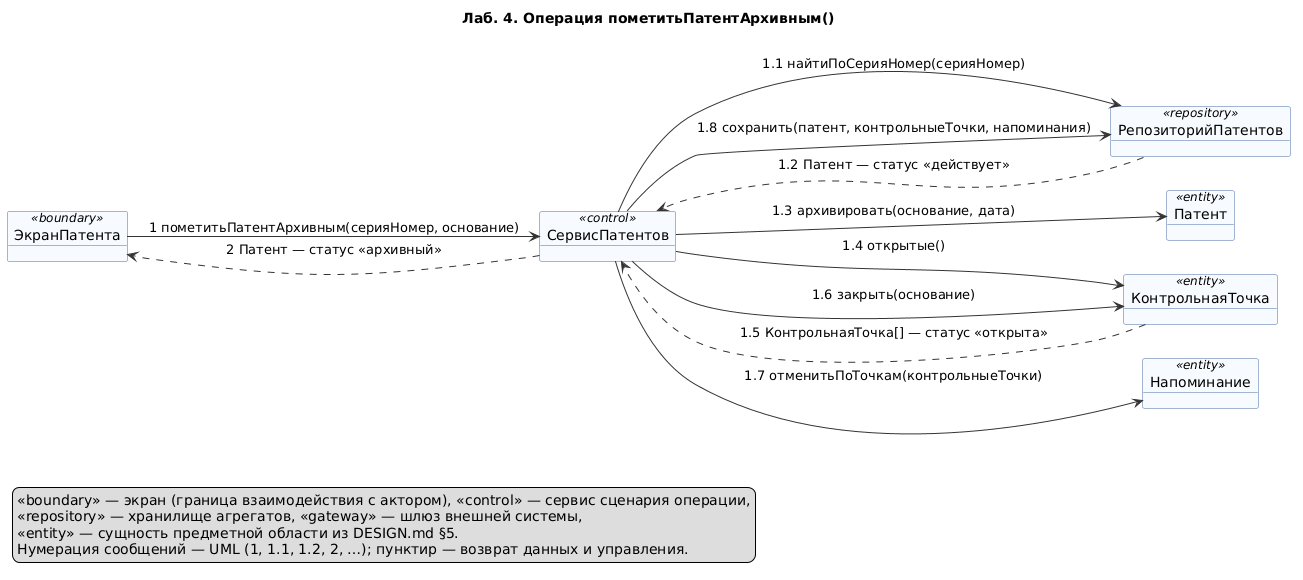 Лаб. 4. Операция пометитьПатентАрхивным()
1.1 найтиПоСерияНомер(серияНомер)
«repository»
РепозиторийПатентов
1.8 сохранить(патент, контрольныеТочки, напоминания)
1.2 Патент — статус «действует»
«boundary»
ЭкранПатента
1 пометитьПатентАрхивным(серияНомер, основание)
2 Патент — статус «архивный»
«control»
СервисПатентов
1.3 архивировать(основание, дата)
«entity»
Патент
1.4 открытые()
1.6 закрыть(основание)
«entity»
КонтрольнаяТочка
1.5 КонтрольнаяТочка[] — статус «открыта»
1.7 отменитьПоТочкам(контрольныеТочки)
«entity»
Напоминание
«boundary» — экран (граница взаимодействия с актором), «control» — сервис сценария операции,
«repository» — хранилище агрегатов, «gateway» — шлюз внешней системы,
«entity» — сущность предметной области из DESIGN.md §5.
Нумерация сообщений — UML (1, 1.1, 1.2, 2, ...); пунктир — возврат данных и управления.